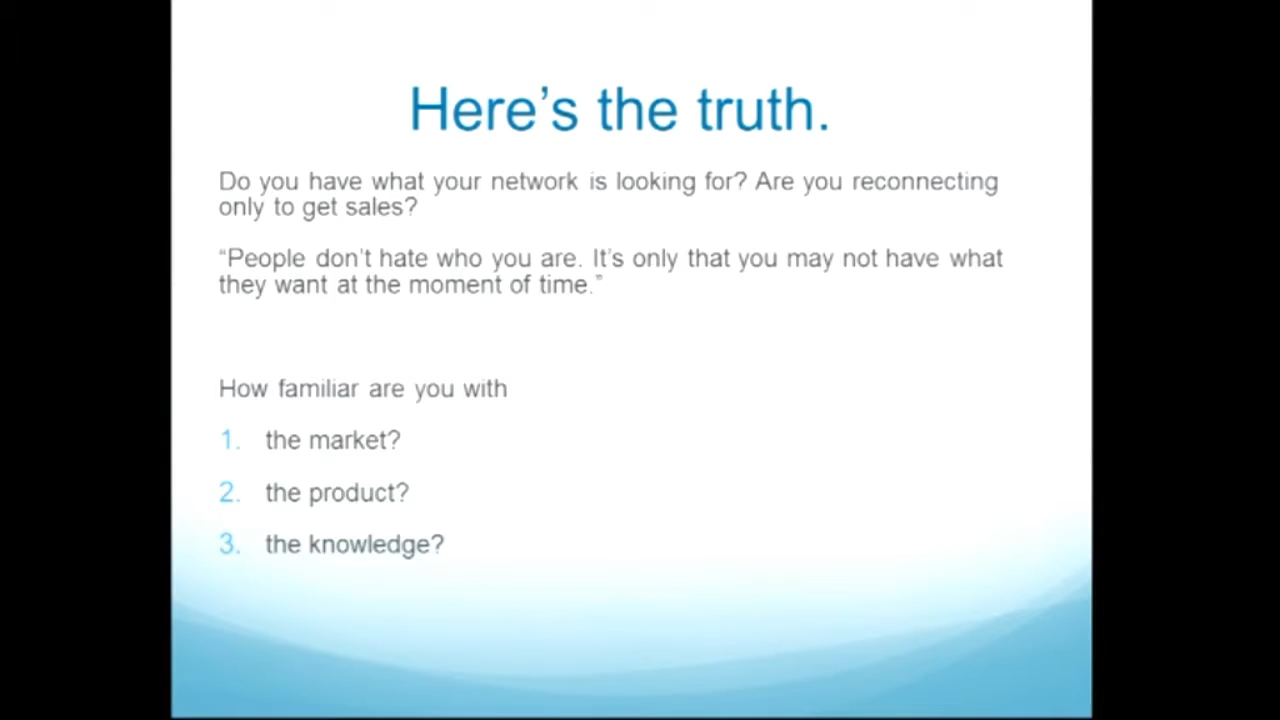 Here’s the truth.
Do you have what your network is looking for? Are you reconnecting
only to get sales?
“People don’t hate who you are. It’s only that you may not have what
they want at the moment of time.”
How familiar are you with
1. the market?
2. the product?
3. the knowledge?